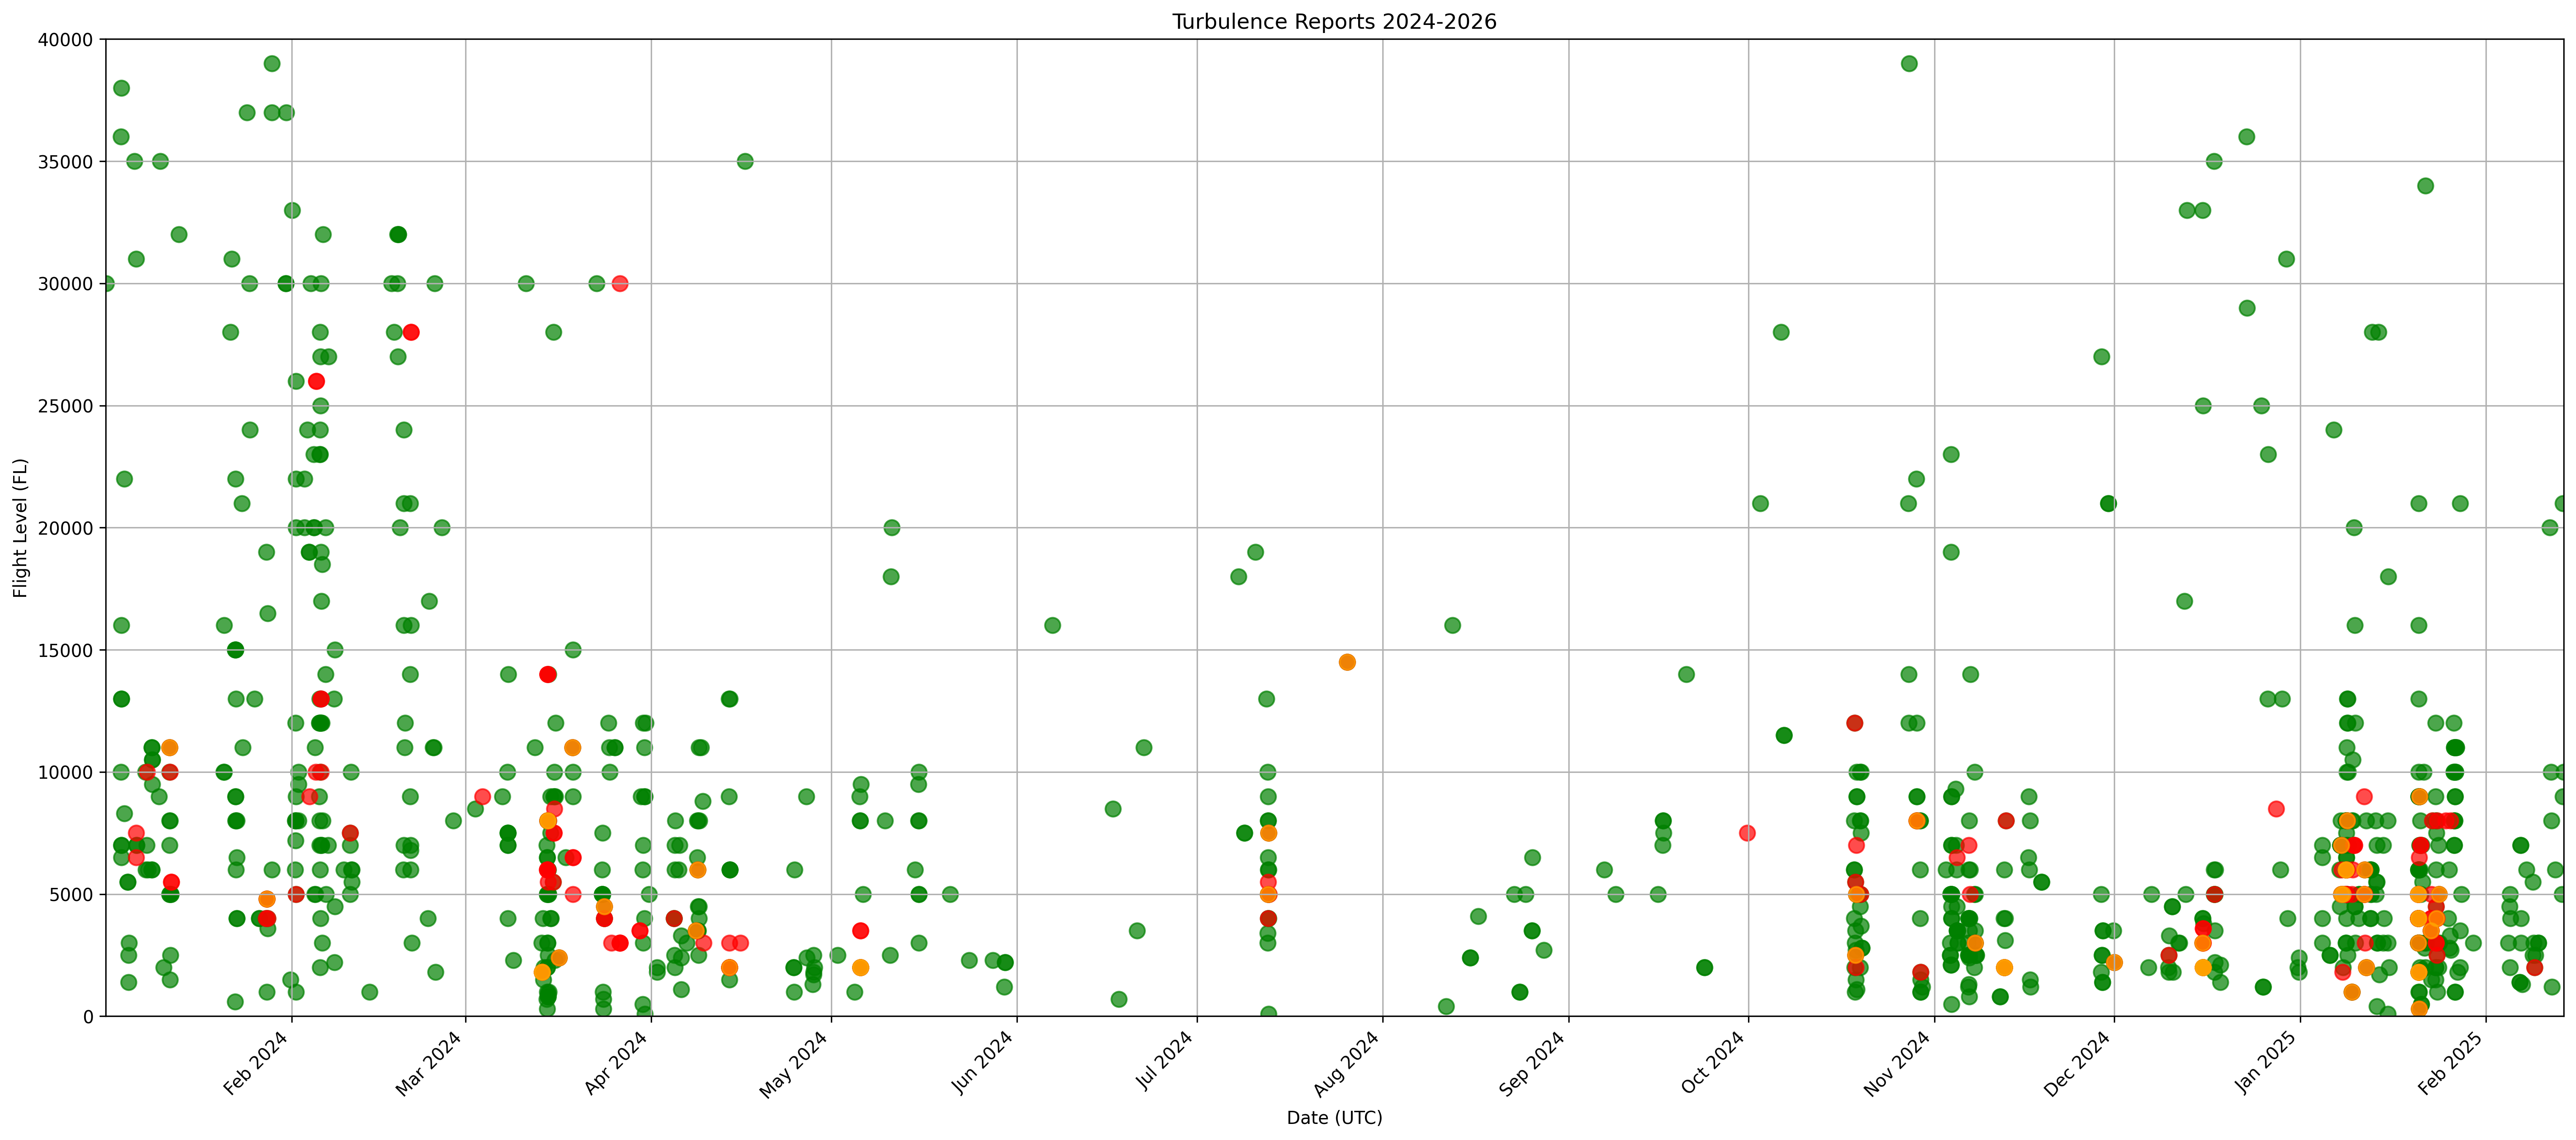 Turbulence Reports 2024-2026
40000
35000
30000
25000
20000
15000
10000
5000
0
Flight Level (FL)
Feb 2024
Mar 2024
Apr 2024
May 2024
Jun 2024
Jul 2024
Aug 2024
Sep 2024
Oct 2024
Nov 2024
Dec 2024
Jan 2025
Feb 2025
Date (UTC)